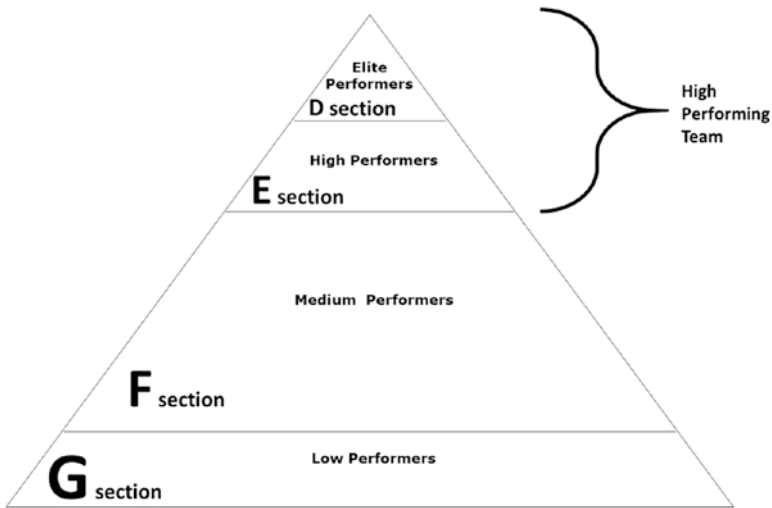 Elite
Performers
D section
High Performers
E section
High
Performing
Team
Medium Performers
F section
Low Performers
G section